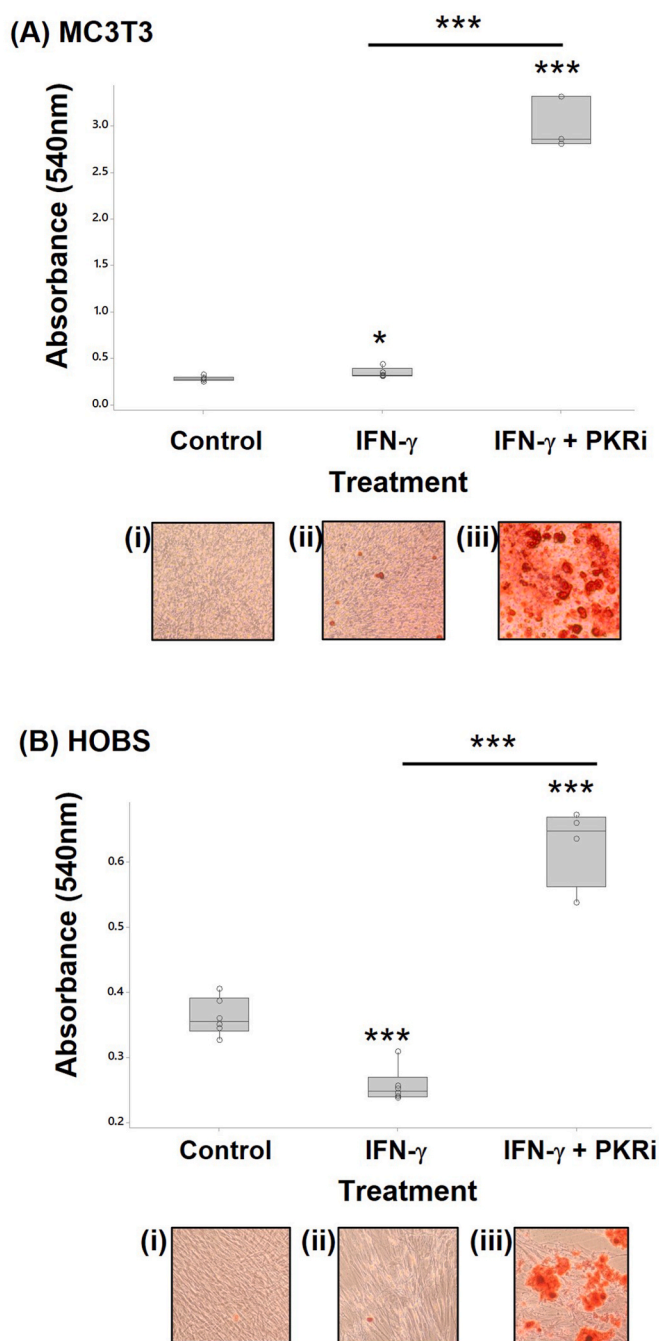 (A) MC3T3
***
***
3.0
2.5
2.0
1.5
1.0
0.5
0.0
Absorbance (540nm)
*
Control IFN-γ IFN-γ + PKRi
Treatment
(i) (ii) (iii)
(B) HOBS
***
***
0.6
0.5
0.4
0.3
0.2
Absorbance (540nm)
***
Control IFN-γ IFN-γ + PKRi
Treatment
(i) (ii) (iii)